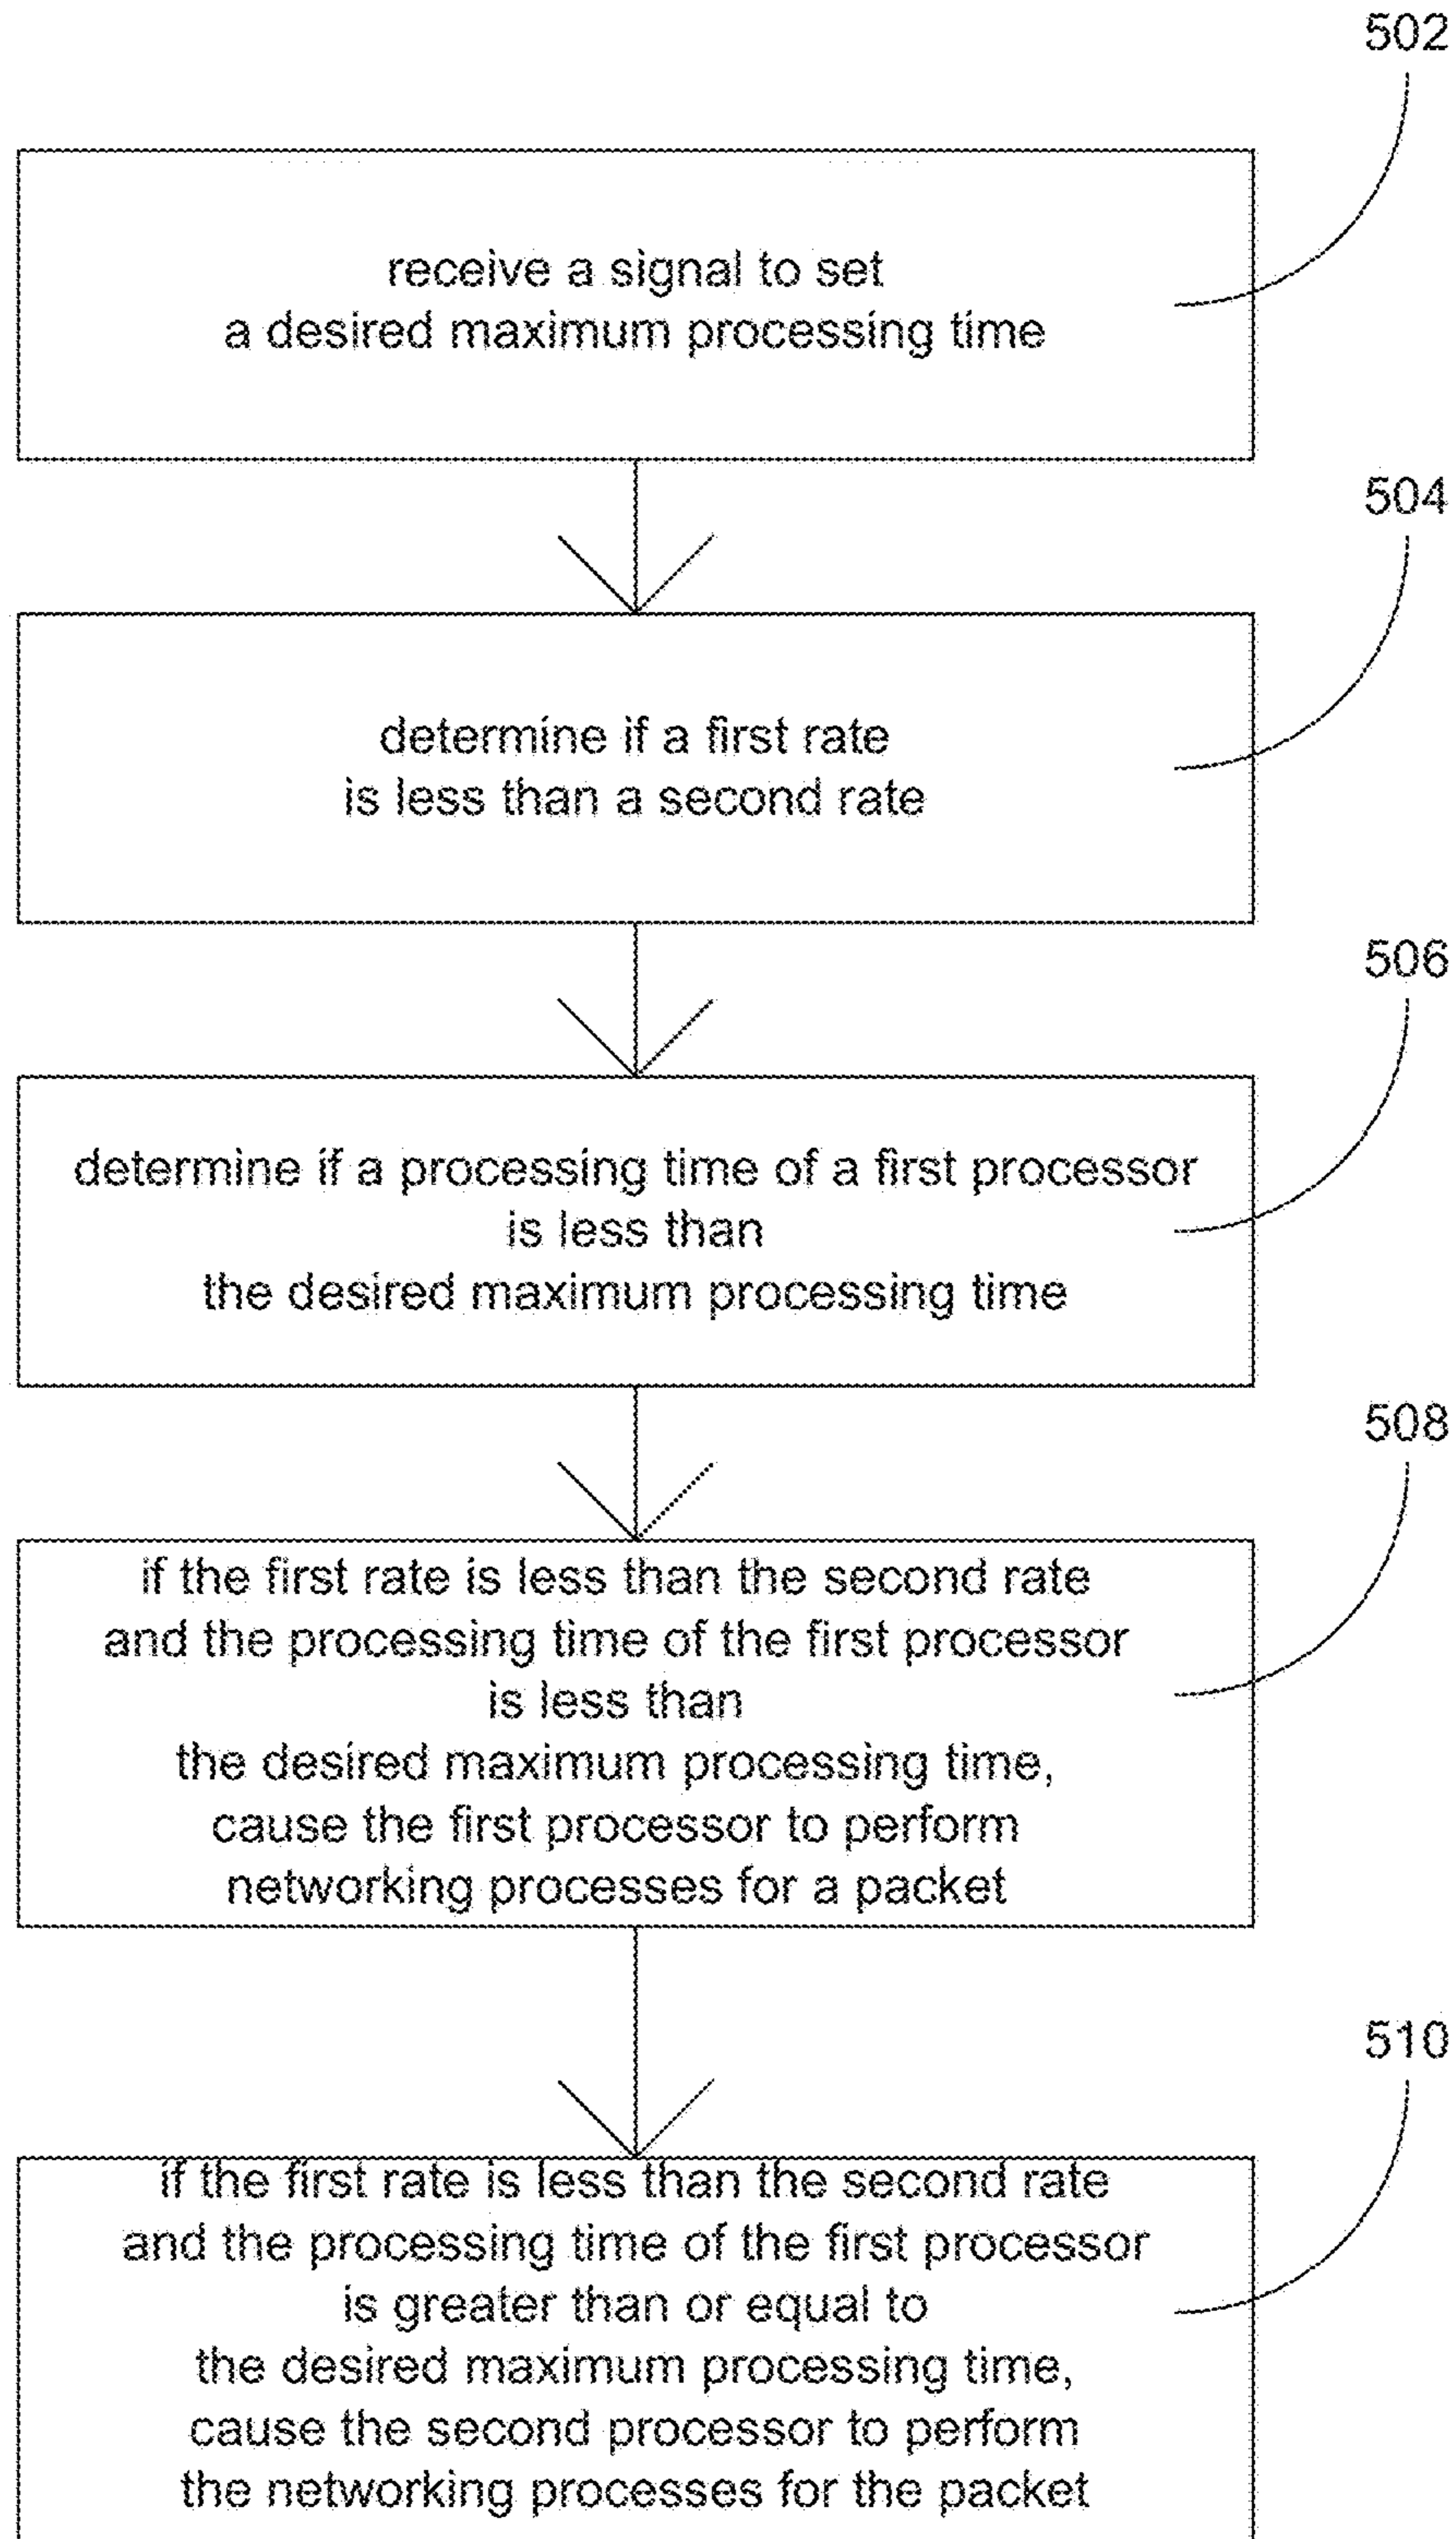 502
receive a signal to set
a desired maximum processing time
504
determine if a first rate
is less than a second rate
506
determine if a processing time of a first processor
is less than
the desired maximum processing time
508
if the first rate is less than the second rate
and the processing time of the first processor
is less than
the desired maximum processing time,
cause the first processor to perform
networking processes for a packet
510
if the first rate is less than the second rate
and the processing time of the first processor
is greater than or equal to
the desired maximum processing time,
cause the second processor to perform
the networking processes for the packet